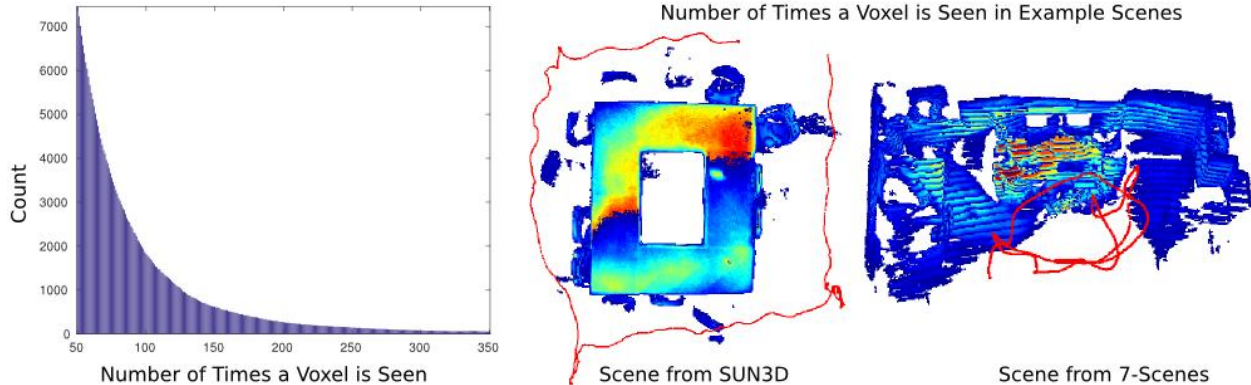 Number of Times a Voxel is Seen in Example Scenes
7000
6000
5000
4000
3000
2000
1000
0
Count
50 100 150 200 250 300 350
Number of Times a Voxel is Seen
Scene from SUN3D
Scene from 7-Scenes